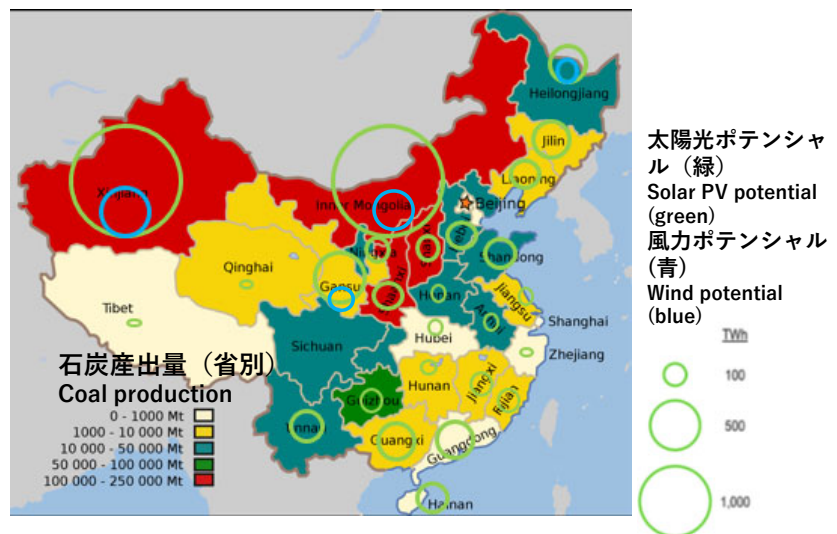 Heilongjiang
Jilin
Liaoning
Xinjiang
Inner Mongolia
Beijing
Shandong
Qinghai
Gansu
Jiangsu
Tibet
Shanghai
Hubei
Zhejiang
Sichuan
Hunan
Jiangxi
Fujian
Guizhou
Yunnan
Guangxi
Guangdong
Hainan
石炭産出量（省別）
Coal production
0 - 1000 Mt
1000 - 10 000 Mt
10 000 - 50 000 Mt
50 000 - 100 000 Mt
100 000 - 250 000 Mt
太陽光ポテンシャ
ル（緑）
Solar PV potential
(green)
風力ポテンシャル
(青)
Wind potential
(blue)
TWh
100
500
1,000